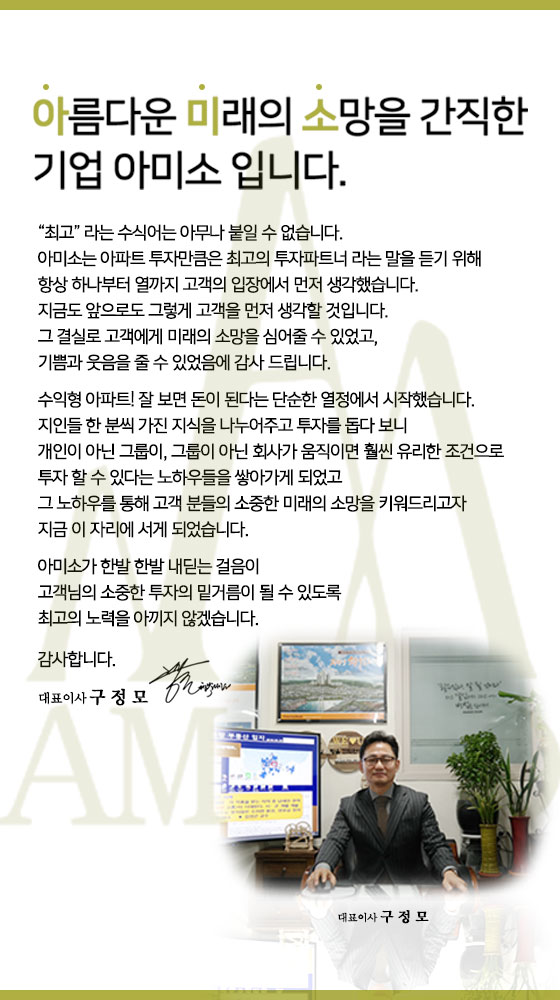 아름다운 미래의 소망을 간직한
기업 아미소 입니다.
“최고” 라는 수식어는 아무나 붙일 수 없습니다.
아미소는 아파트 투자만큼은 최고의 투자파트너 라는 말을 듣기 위해
항상 하나부터 열까지 고객의 입장에서 먼저 생각했습니다.
지금도 앞으로도 그렇게 고객을 먼저 생각할 것입니다.
그 결실로 고객에게 미래의 소망을 심어줄 수 있었고,
기쁨과 웃음을 줄 수 있었음에 감사 드립니다.
수익형 아파트! 잘 보면 돈이 된다는 단순한 열정에서 시작했습니다.
지인들 한 분씩 가진 지식을 나누어주고 투자를 돕다 보니
개인이 아닌 그룹이, 그룹이 아닌 회사가 움직이면 훨씬 유리한 조건으로
투자 할 수 있다는 노하우들을 쌓아가게 되었고
그 노하우를 통해 고객 분들의 소중한 미래의 소망을 키워드리고자
지금 이 자리에 서게 되었습니다.
아미소가 한발 한발 내딛는 걸음이
고객님의 소중한 투자의 밑거름이 될 수 있도록
최고의 노력을 아끼지 않겠습니다.
감사합니다.
대표이사 구 정 모
AM
대표이사 구 정 모